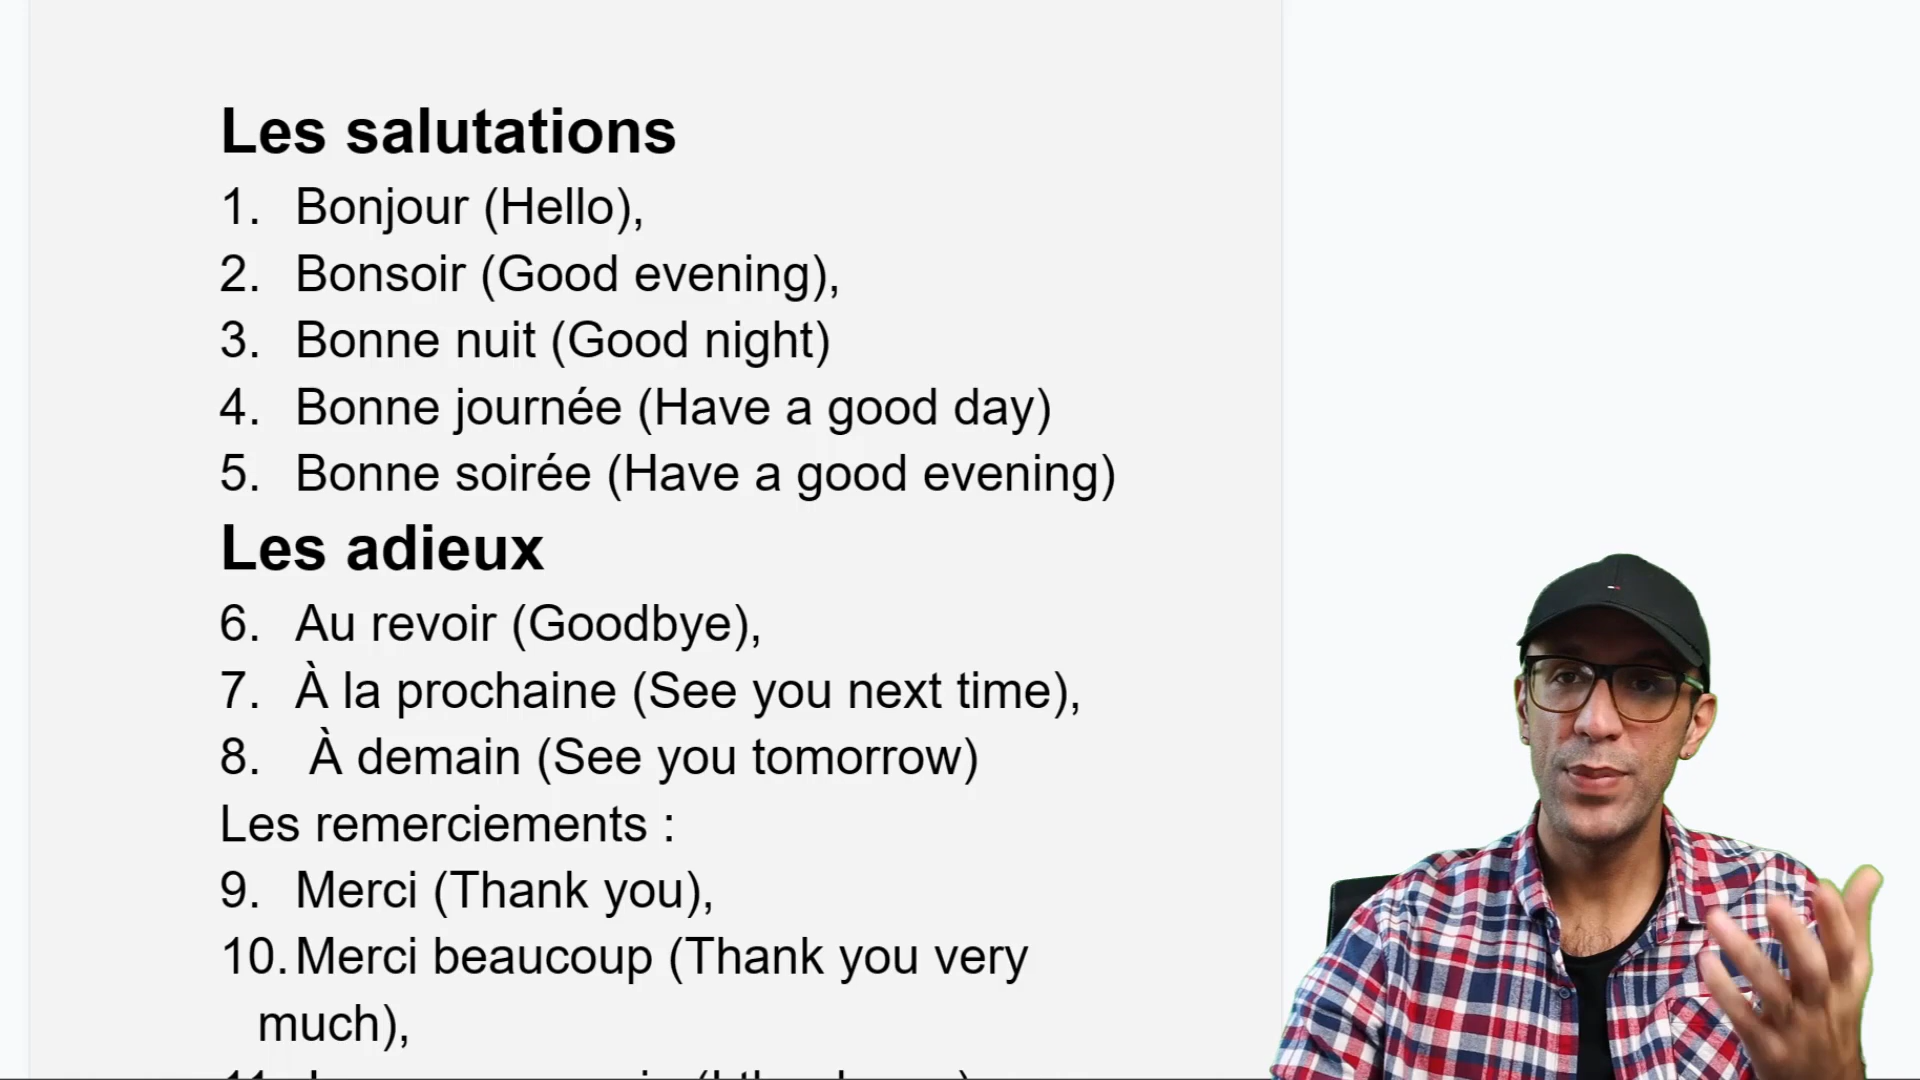 Les salutations
1. Bonjour (Hello),
2. Bonsoir (Good evening),
3. Bonne nuit (Good night)
4. Bonne journée (Have a good day)
5. Bonne soirée (Have a good evening)
Les adieux
6. Au revoir (Goodbye),
7. À la prochaine (See you next time),
8. À demain (See you tomorrow)
Les remerciements :
9. Merci (Thank you),
10. Merci beaucoup (Thank you very
much),